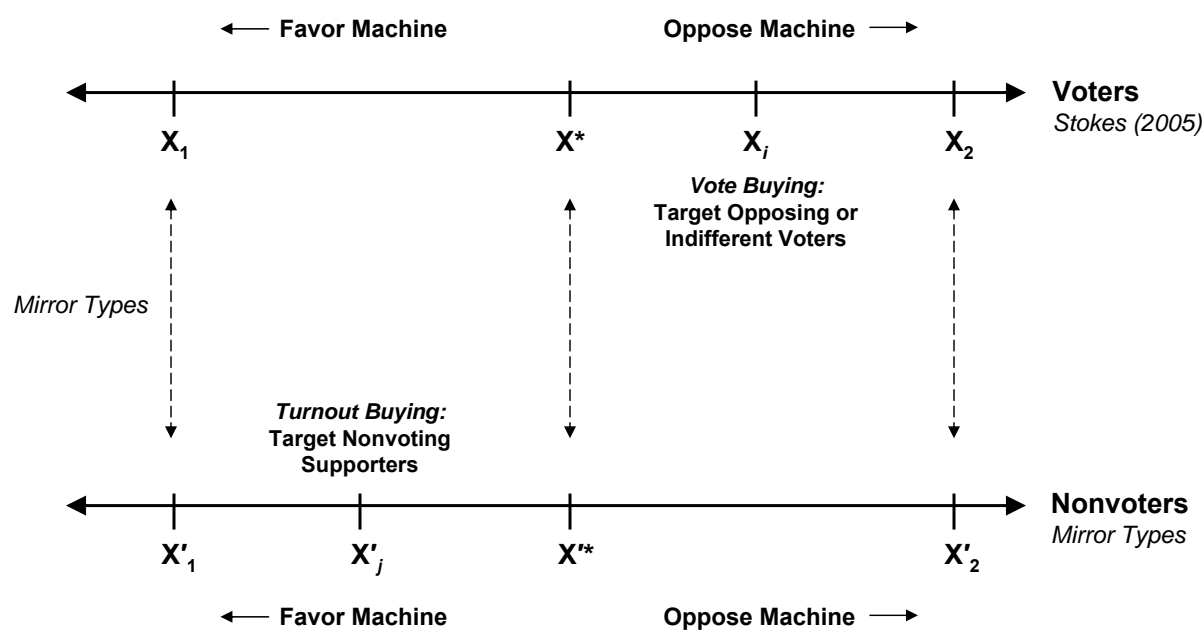 ← Favor Machine Oppose Machine →
Voters
Stokes (2005)
X₁ X* Xᵢ X₂
Vote Buying:
Target Opposing or
Indifferent Voters
Mirror Types
Turnout Buying:
Target Nonvoting
Supporters
Nonvoters
Mirror Types
X′₁ X′ⱼ X′* X′₂
← Favor Machine Oppose Machine →